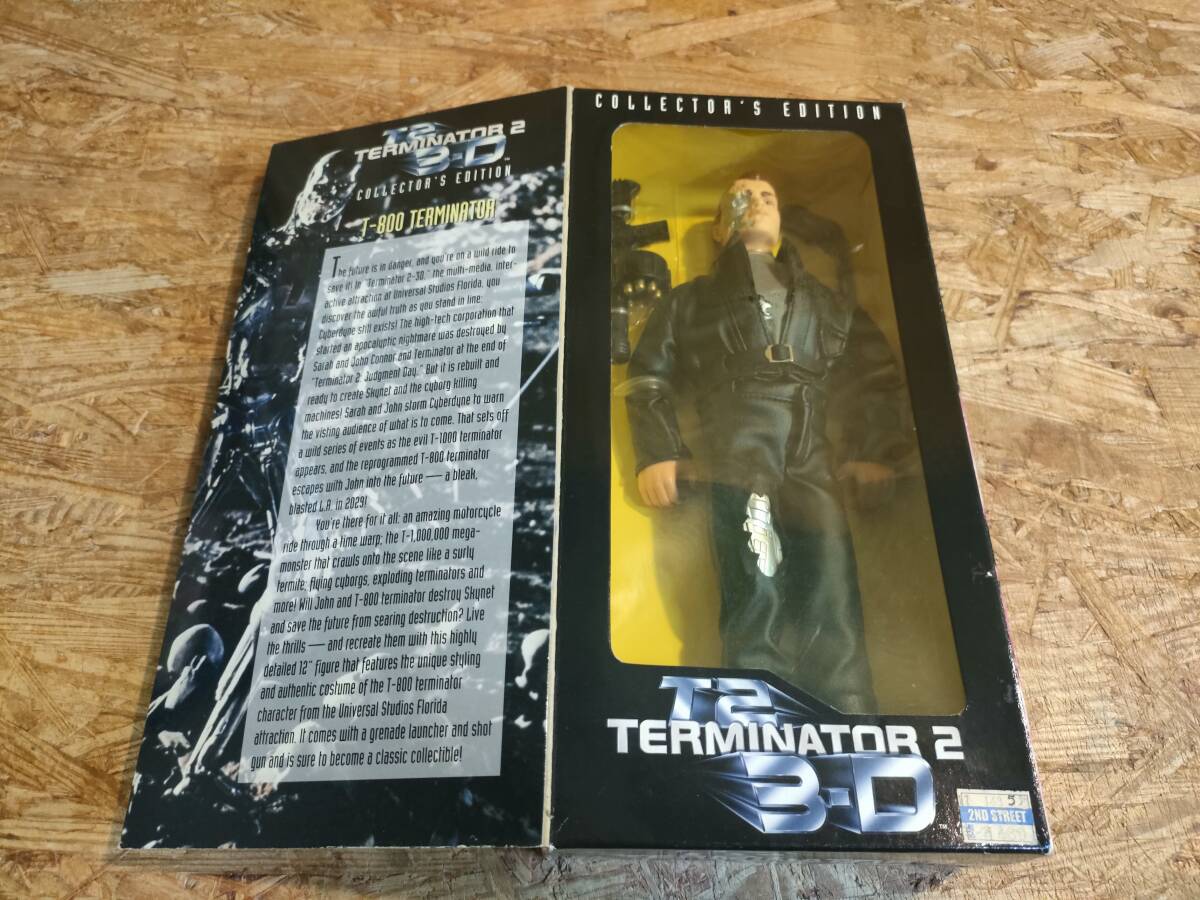 T2
TERMINATOR 2
3-D™
COLLECTOR'S EDITION
T-800 TERMINATOR
The future is in danger, and you're on a wild ride to
save it! In "Terminator 2-3D," the multi-media, inter-
active attraction at Universal Studios Florida, you
discover the awful truth as you stand in line:
Cyberdyne still exists! The high-tech corporation that
started an apocalyptic nightmare was destroyed by
Sarah and John Connor and Terminator at the end of
"Terminator 2: Judgment Day." But it is rebuilt and
ready to create Skynet and the cyborg killing
machines! Sarah and John storm Cyberdyne to warn
the visting audience of what is to come. That sets off
a wild series of events as the evil T-1000 terminator
appears, and the reprogrammed T-800 terminator
escapes with John into the future — a bleak,
blasted L.A. in 2029!
You're there for it all: an amazing motorcycle
ride through a time warp; the T-1,000,000 mega-
monster that crawls onto the scene like a surly
termite; flying cyborgs, exploding terminators and
more! Will John and T-800 terminator destroy Skynet
and save the future from searing destruction? Live
the thrills — and recreate them with this highly
detailed 12" figure that features the unique styling
and authentic costume of the T-800 terminator
character from the Universal Studios Florida
attraction. It comes with a grenade launcher and shot
gun and is sure to become a classic collectible!
COLLECTOR'S EDITION
T2
TERMINATOR 2
3-D™
2ND STREET